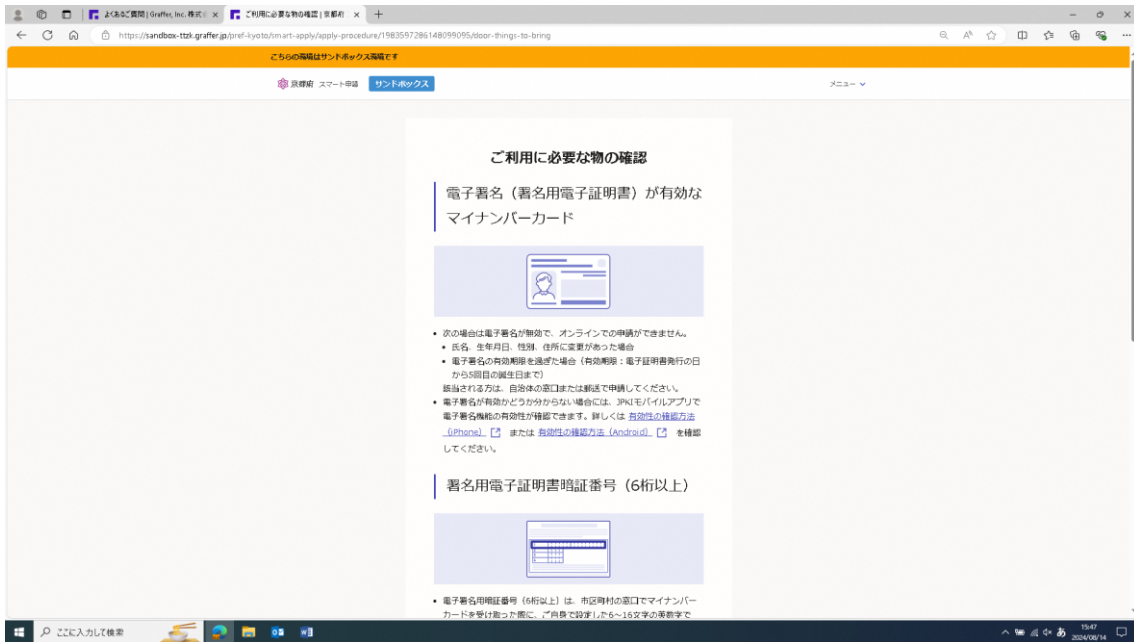 よくあるご質問 | Graffer, Inc. 株式
ご利用に必要な物の確認 | 京都府
https://sandbox-ttzk.graffer.jp/pref-kyoto/smart-apply/apply-procedure/1983597286148099095/door-things-to-bring
こちらの環境はサンドボックス環境です
京都府 スマート申請 サンドボックス メニュー
ご利用に必要な物の確認
電子署名（署名用電子証明書）が有効な
マイナンバーカード
• 次の場合は電子署名が無効で、オンラインでの申請ができません。
• 氏名、生年月日、性別、住所に変更があった場合
• 電子署名の有効期限を過ぎた場合（有効期限：電子証明書発行の日
から5回目の誕生日まで）
該当される方は、自治体の窓口または郵送で申請してください。
• 電子署名が有効かどうか分からない場合には、JPKIモバイルアプリで
電子署名機能の有効性が確認できます。詳しくは 有効性の確認方法
（iPhone） または 有効性の確認方法（Android） を確認
してください。
署名用電子証明書暗証番号（6桁以上）
• 電子署名用暗証番号（6桁以上）は、市区町村の窓口でマイナンバー
カードを受け取った際に、ご自身で設定した6～16文字の英数字で
ここに入力して検索
あ
15:47
2024/06/14